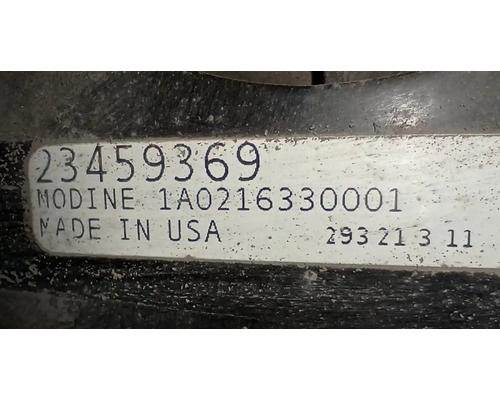 23459369
MODINE 1A0216330001
MADE IN USA 293 21 3 11